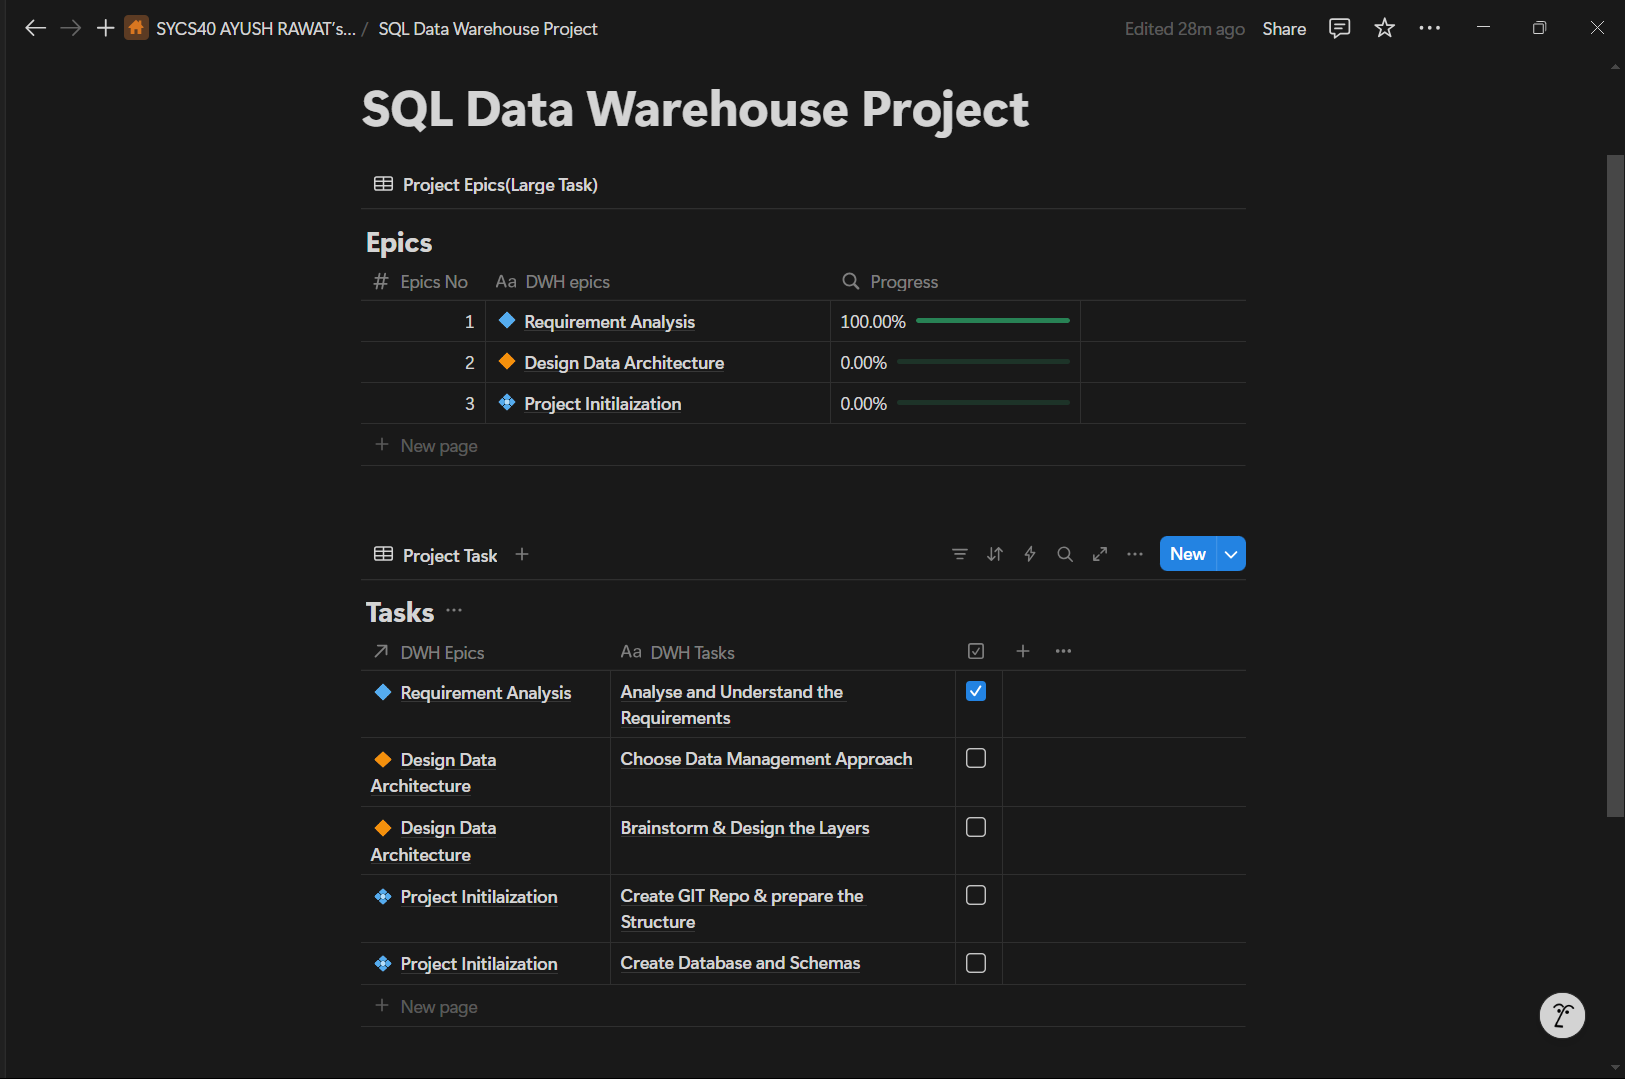 SYCS40 AYUSH RAWAT's... / SQL Data Warehouse Project
Edited 28m ago Share
SQL Data Warehouse Project
Project Epics(Large Task)
Epics
# Epics No Aa DWH epics Progress
1 Requirement Analysis 100.00%
2 Design Data Architecture 0.00%
3 Project Initilaization 0.00%
+ New page
Project Task +
New
Tasks ...
DWH Epics Aa DWH Tasks
Requirement Analysis
Analyse and Understand the
Requirements
Design Data
Architecture
Choose Data Management Approach
Design Data
Architecture
Brainstorm & Design the Layers
Project Initilaization
Create GIT Repo & prepare the
Structure
Project Initilaization
Create Database and Schemas
+ New page